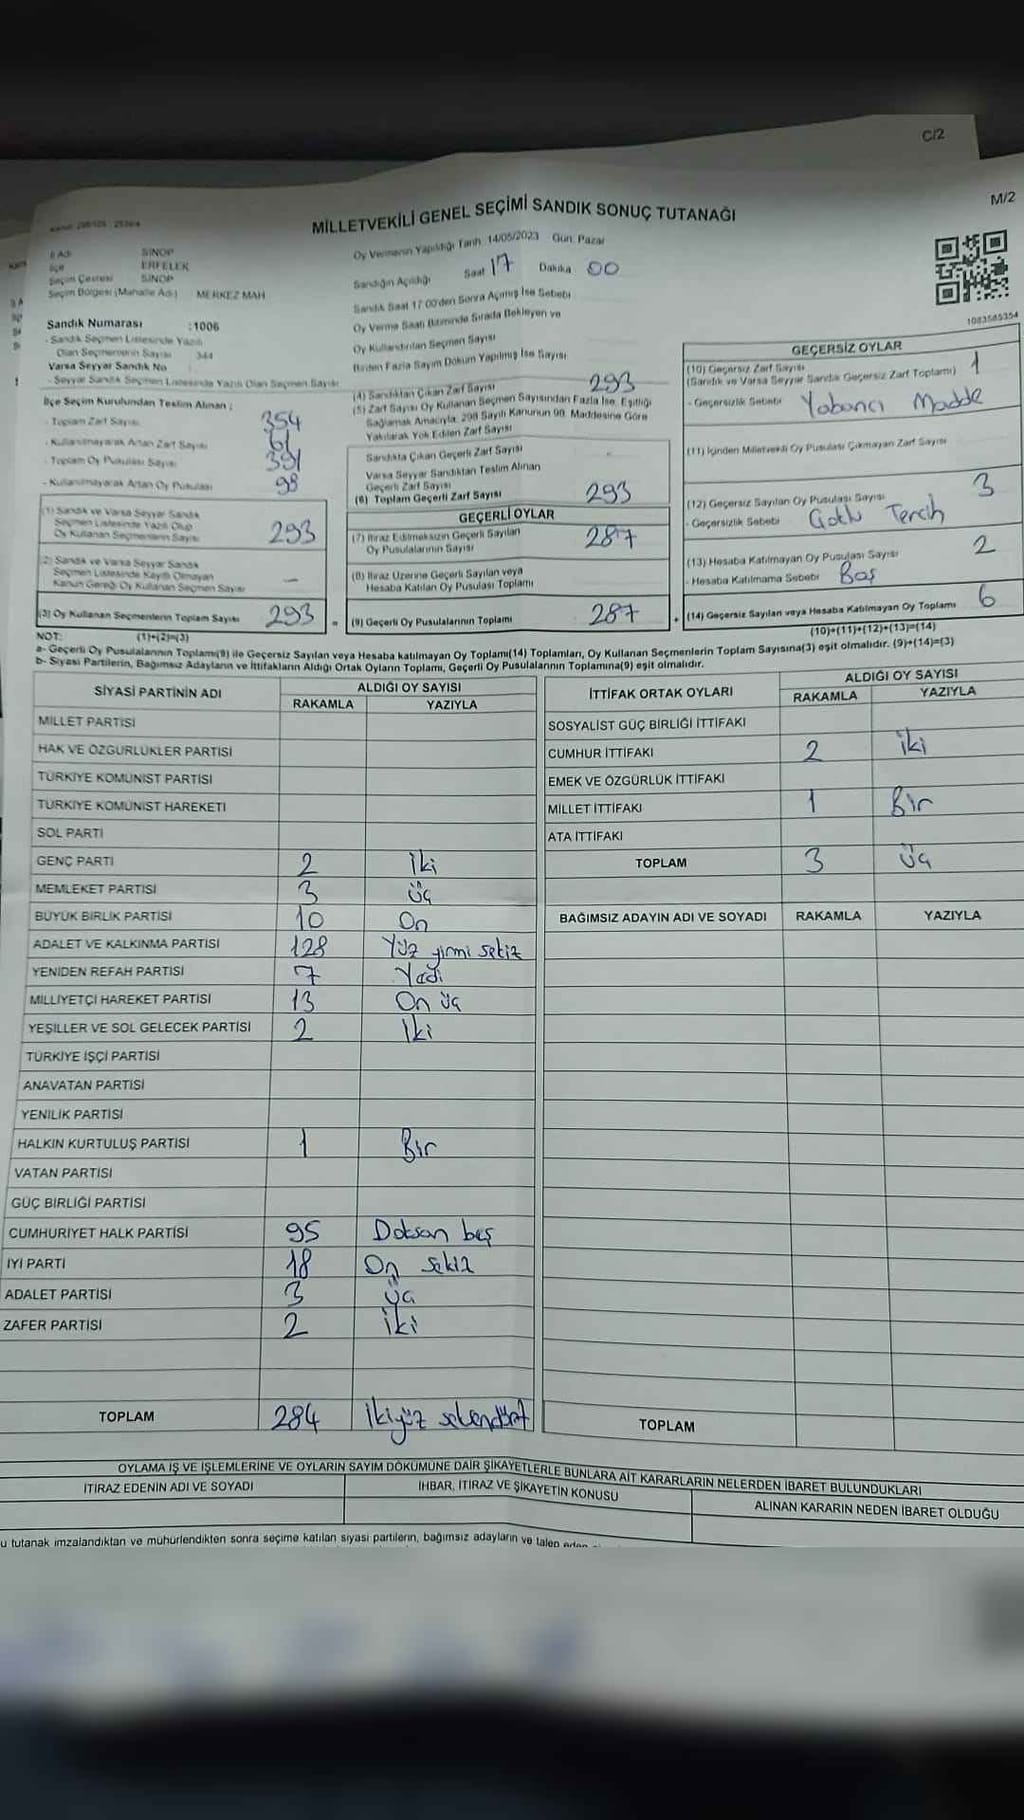 C/2
M/2
MİLLETVEKİLİ GENEL SEÇİMİ SANDIK SONUÇ TUTANAĞI
İl Adı SİNOP
İlçe ERFELEK
Seçim Çevresi SİNOP
Seçim Bölgesi (Mahalle Adı) MERKEZ MAH
Sandık Numarası :1006
- Sandık Seçmen Listesinde Yazılı
Olan Seçmenlerin Sayısı 344
Varsa Seyyar Sandık No
- Seyyar Sandık Seçmen Listesinde Yazılı Olan Seçmen Sayısı
İlçe Seçim Kurulundan Teslim Alınan ;
- Toplam Zarf Sayısı 354
- Kullanılmayarak Artan Zarf Sayısı 61
- Toplam Oy Pusulası Sayısı 391
- Kullanılmayarak Artan Oy Pusulası 98
(1) Sandık ve Varsa Seyyar Sandık
Seçmen Listesinde Yazılı Olup
Oy Kullanan Seçmenlerin Sayısı 293
(2) Sandık ve Varsa Seyyar Sandık
Seçmen Listesinde Kayıtlı Olmayan
Kanun Gereği Oy Kullanan Seçmen Sayısı —
(3) Oy Kullanan Seçmenlerin Toplam Sayısı 293 =
Oy Vermenin Yapıldığı Tarih 14/05/2023 Gün: Pazar
Sandığın Açıldığı Saat 17 Dakika 00
Sandık Saat 17:00'den Sonra Açılmış İse Sebebi
Oy Verme Saati Bitiminde Sırada Bekleyen ve
Oy Kullandırılan Seçmen Sayısı
Birden Fazla Sayım Döküm Yapılmış İse Sayısı
(4) Sandıktan Çıkan Zarf Sayısı 293
(5) Zarf Sayısı Oy Kullanan Seçmen Sayısından Fazla İse, Eşitliği
Sağlamak Amacıyla, 298 Sayılı Kanunun 98. Maddesine Göre
Yakılarak Yok Edilen Zarf Sayısı
Sandıkta Çıkan Geçerli Zarf Sayısı
Varsa Seyyar Sandıktan Teslim Alınan
Geçerli Zarf Sayısı
(6) Toplam Geçerli Zarf Sayısı 293
GEÇERLİ OYLAR
(7) İtiraz Edilmeksizin Geçerli Sayılan
Oy Pusulalarının Sayısı 287
(8) İtiraz Üzerine Geçerli Sayılan veya
Hesaba Katılan Oy Pusulası Toplamı
(9) Geçerli Oy Pusulalarının Toplamı 287 +
1083585354
GEÇERSİZ OYLAR
(10) Geçersiz Zarf Sayısı
(Sandık ve Varsa Seyyar Sandık Geçersiz Zarf Toplamı) 1
- Geçersizlik Sebebi Yabancı Madde
(11) İçinden Milletvekili Oy Pusulası Çıkmayan Zarf Sayısı
(12) Geçersiz Sayılan Oy Pusulası Sayısı 3
- Geçersizlik Sebebi Çoklu Tercih
(13) Hesaba Katılmayan Oy Pusulası Sayısı 2
- Hesaba Katılmama Sebebi Boş
(14) Geçersiz Sayılan veya Hesaba Katılmayan Oy Toplamı 6
NOT: (1)+(2)=(3)
(10)+(11)+(12)+(13)=(14)
a- Geçerli Oy Pusulalarının Toplamı(9) ile Geçersiz Sayılan veya Hesaba katılmayan Oy Toplamı(14) Toplamları, Oy Kullanan Seçmenlerin Toplam Sayısına(3) eşit olmalıdır. (9)+(14)=(3)
b- Siyasi Partilerin, Bağımsız Adayların ve İttifakların Aldığı Ortak Oyların Toplamı, Geçerli Oy Pusulalarının Toplamına(9) eşit olmalıdır.
SİYASİ PARTİNİN ADI
ALDIĞI OY SAYISI
RAKAMLA YAZIYLA
MİLLET PARTİSİ
HAK VE ÖZGÜRLÜKLER PARTİSİ
TÜRKİYE KOMÜNİST PARTİSİ
TÜRKİYE KOMÜNİST HAREKETİ
SOL PARTİ
GENÇ PARTİ 2 iki
MEMLEKET PARTİSİ 3 üç
BÜYÜK BİRLİK PARTİSİ 10 On
ADALET VE KALKINMA PARTİSİ 128 Yüz yirmi sekiz
YENİDEN REFAH PARTİSİ 7 Yedi
MİLLİYETÇİ HAREKET PARTİSİ 13 On üç
YEŞİLLER VE SOL GELECEK PARTİSİ 2 İki
TÜRKİYE İŞÇİ PARTİSİ
ANAVATAN PARTİSİ
YENİLİK PARTİSİ
HALKIN KURTULUŞ PARTİSİ 1 Bir
VATAN PARTİSİ
GÜÇ BİRLİĞİ PARTİSİ
CUMHURİYET HALK PARTİSİ 95 Doksan beş
İYİ PARTİ 18 On sekiz
ADALET PARTİSİ 3 üç
ZAFER PARTİSİ 2 iki
TOPLAM 284 İkiyüz seksendört
İTTİFAK ORTAK OYLARI
ALDIĞI OY SAYISI
RAKAMLA YAZIYLA
SOSYALİST GÜÇ BİRLİĞİ İTTİFAKI
CUMHUR İTTİFAKI 2 iki
EMEK VE ÖZGÜRLÜK İTTİFAKI
MİLLET İTTİFAKI 1 Bir
ATA İTTİFAKI
TOPLAM 3 üç
BAĞIMSIZ ADAYIN ADI VE SOYADI RAKAMLA YAZIYLA
TOPLAM
OYLAMA İŞ VE İŞLEMLERİNE VE OYLARIN SAYIM DÖKÜMÜNE DAİR ŞİKAYETLERLE BUNLARA AİT KARARLARIN NELERDEN İBARET BULUNDUKLARI
İTİRAZ EDENİN ADI VE SOYADI İHBAR, İTİRAZ VE ŞİKAYETİN KONUSU ALINAN KARARIN NEDEN İBARET OLDUĞU
u tutanak imzalandıktan ve mühürlendikten sonra seçime katılan siyasi partilerin, bağımsız adayların ve talep eden